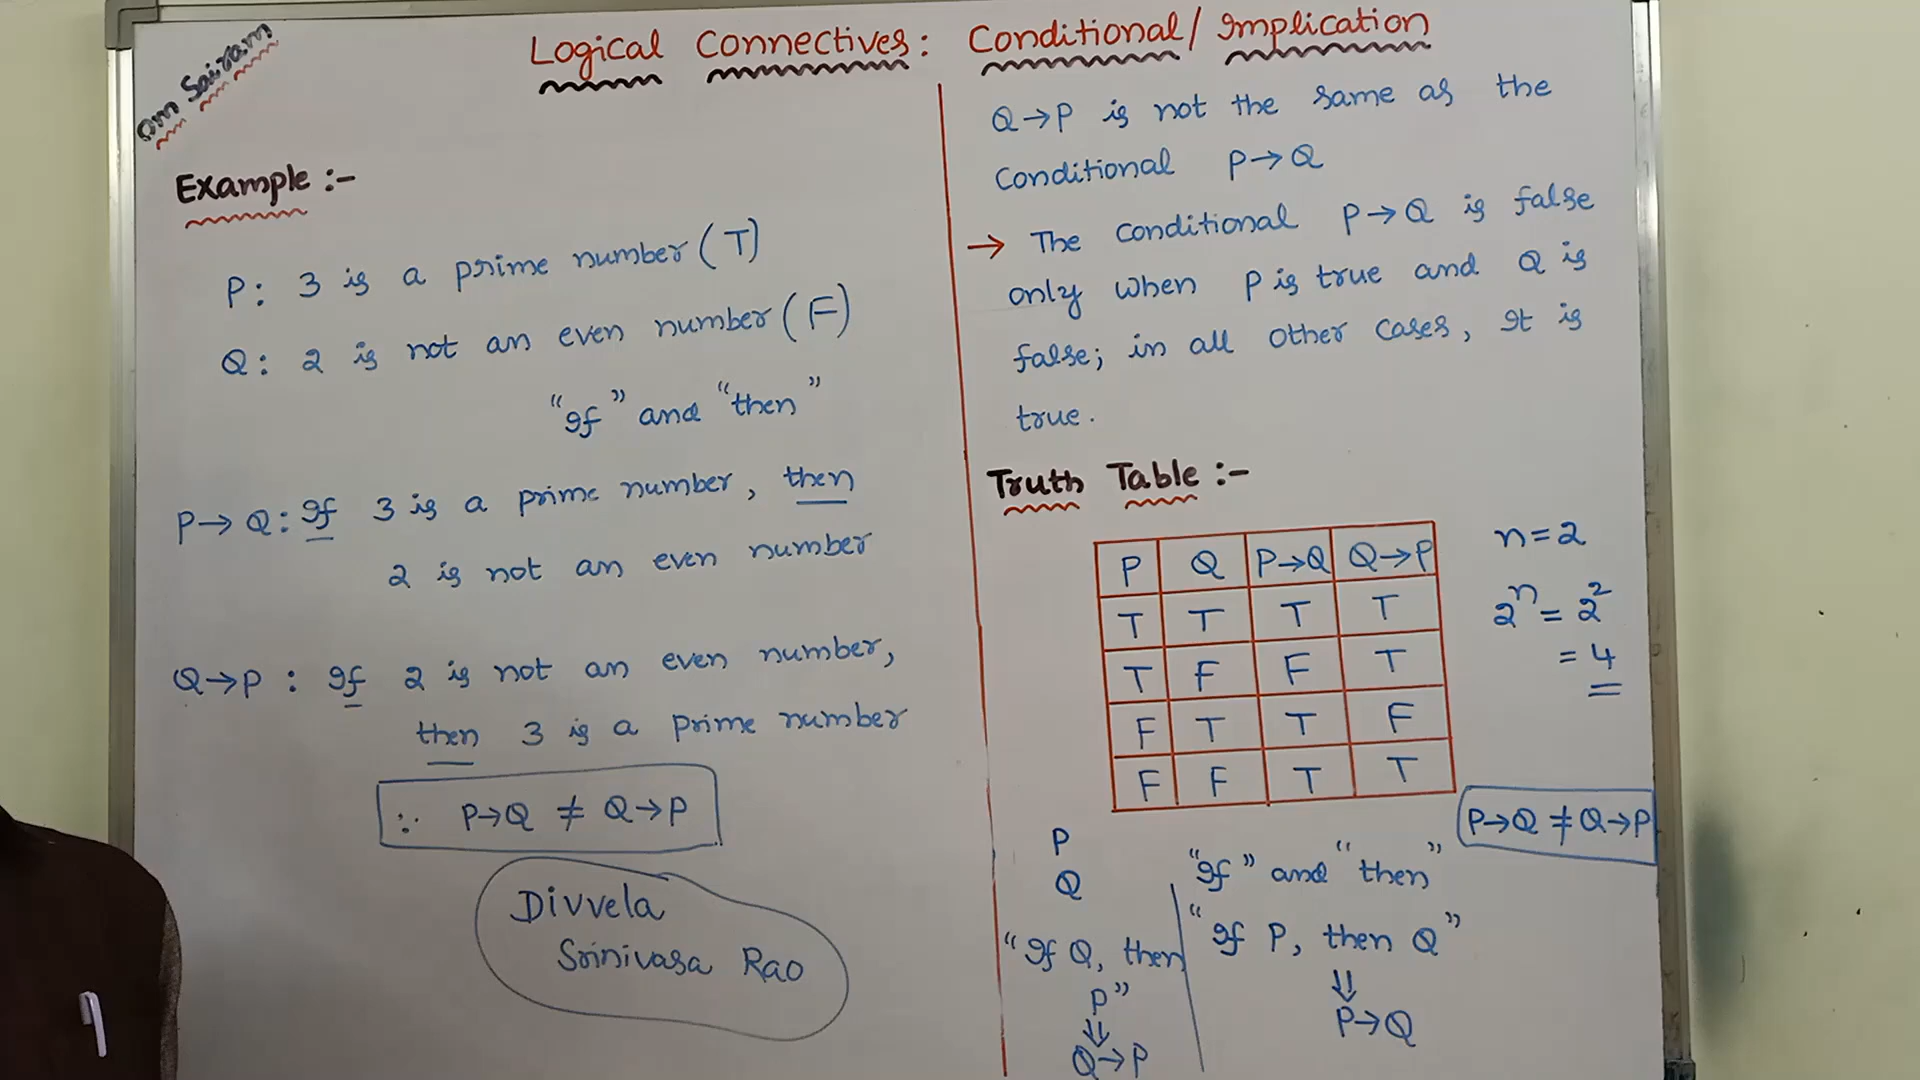 om Sairam
Logical Connectives: Conditional/Implication
Example :-
P: 3 is a prime number (T)
Q: 2 is not an even number (F)
"If" and "then"
P→Q: If 3 is a prime number, then
2 is not an even number
Q→P : If 2 is not an even number,
then 3 is a prime number
∴ P→Q ≠ Q→P
Divvela
Srinivasa Rao
Q→P is not the same as the
Conditional P→Q
→ The Conditional P→Q is false
only when P is true and Q is
false; in all other cases, It is
true.
Truth Table :-
P Q P→Q Q→P
T T T T
T F F T
F T T F
F F T T
n=2
2ⁿ = 2²
= 4
P→Q ≠ Q→P
P
Q
"If Q, then
P"
⇓
Q→P
"If" and "then"
"If P, then Q"
⇓
P→Q